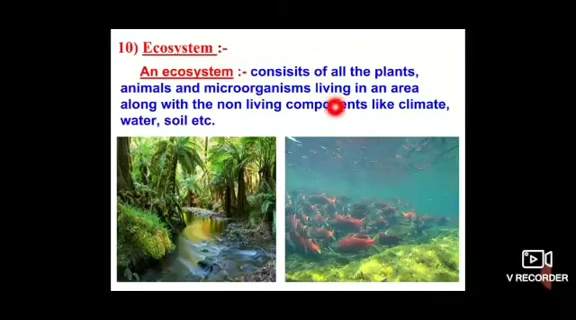 10) Ecosystem :-
An ecosystem :- consisits of all the plants,
animals and microorganisms living in an area
along with the non living components like climate,
water, soil etc.
V RECORDER